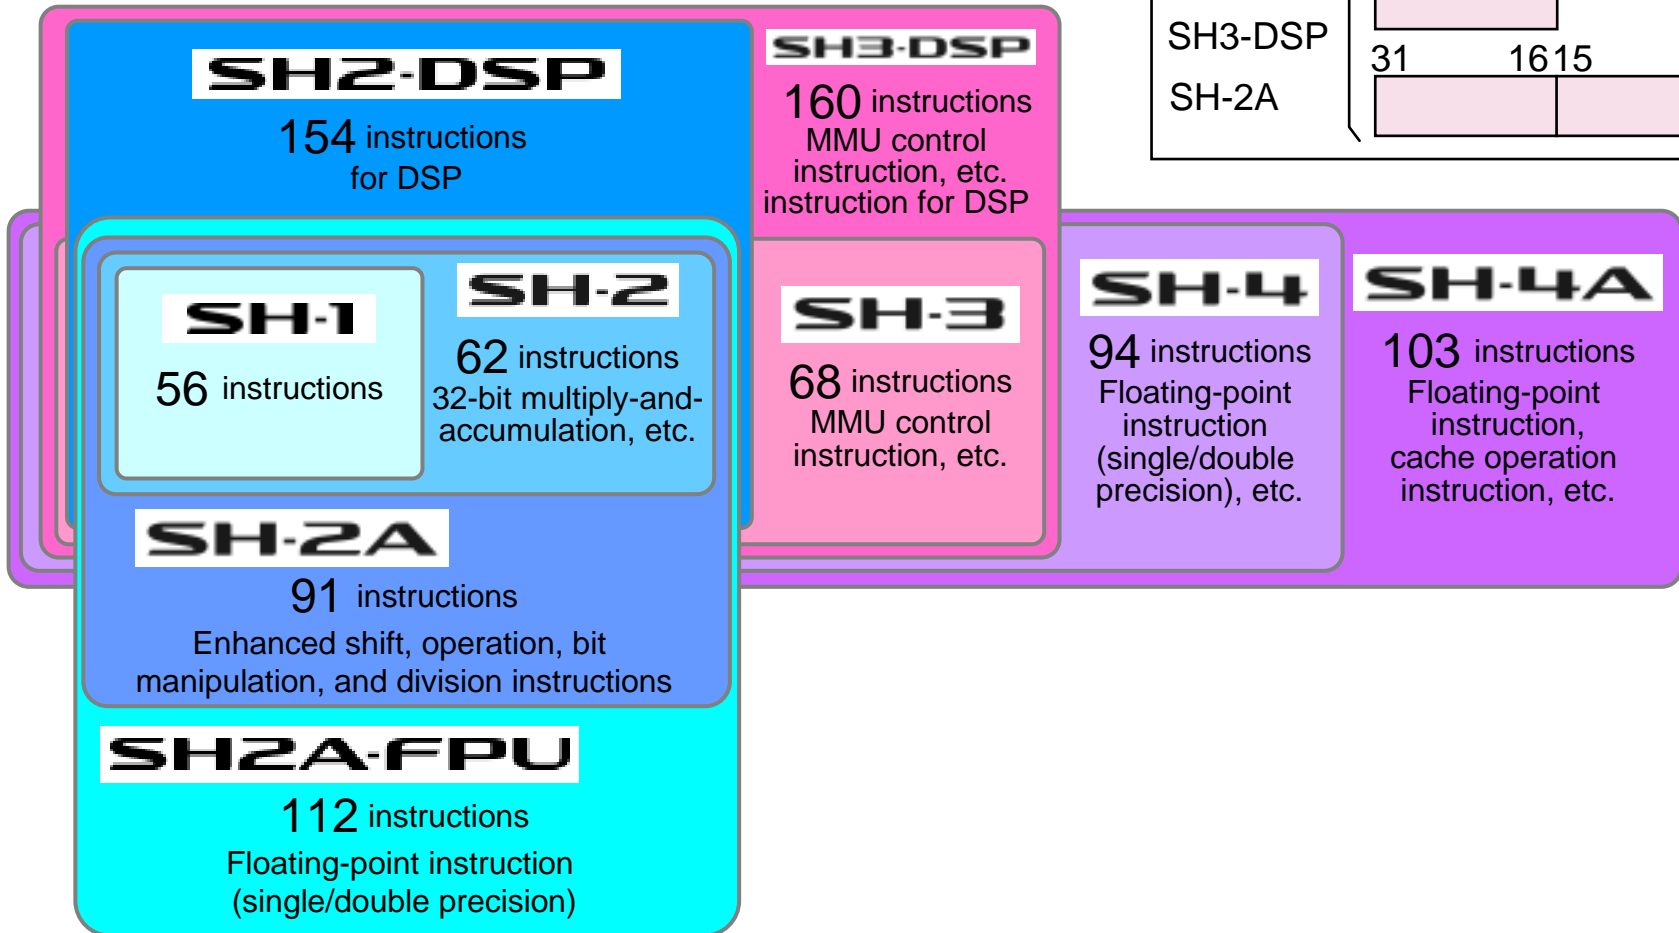 SH2-DSP
154 instructions
for DSP
SH3-DSP
160 instructions
MMU control
instruction, etc.
instruction for DSP
SH3-DSP
31 16 15
SH-2A
SH-1
56 instructions
SH-2
62 instructions
32-bit multiply-and-
accumulation, etc.
SH-3
68 instructions
MMU control
instruction, etc.
SH-4
94 instructions
Floating-point
instruction
(single/double
precision), etc.
SH-4A
103 instructions
Floating-point
instruction,
cache operation
instruction, etc.
SH-2A
91 instructions
Enhanced shift, operation, bit
manipulation, and division instructions
SH2A-FPU
112 instructions
Floating-point instruction
(single/double precision)